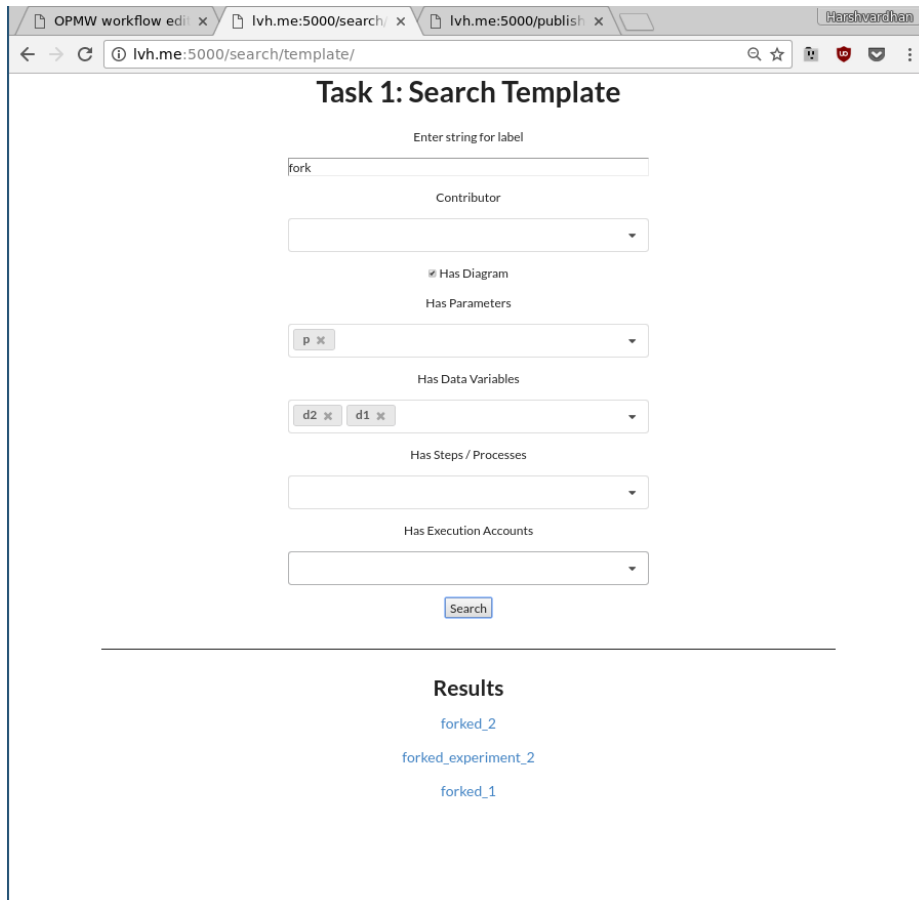 OPMW workflow edi
lvh.me:5000/search/
lvh.me:5000/publish
Harshvardhan
lvh.me:5000/search/template/
Task 1: Search Template
Enter string for label
fork
Contributor
Has Diagram
Has Parameters
p
Has Data Variables
d2 d1
Has Steps / Processes
Has Execution Accounts
Search
Results
forked_2
forked_experiment_2
forked_1